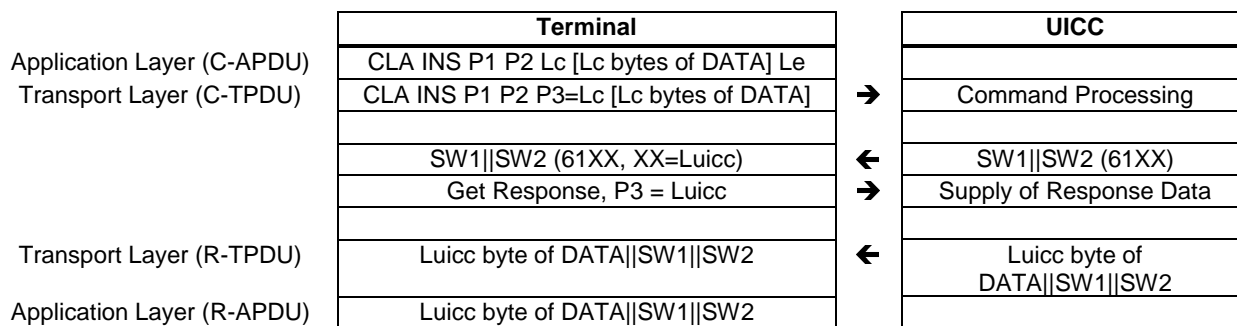 Terminal UICC
Application Layer (C-APDU) CLA INS P1 P2 Lc [Lc bytes of DATA] Le
Transport Layer (C-TPDU) CLA INS P1 P2 P3=Lc [Lc bytes of DATA] → Command Processing
SW1||SW2 (61XX, XX=Luicc) ← SW1||SW2 (61XX)
Get Response, P3 = Luicc → Supply of Response Data
Transport Layer (R-TPDU) Luicc byte of DATA||SW1||SW2 ← Luicc byte of
DATA||SW1||SW2
Application Layer (R-APDU) Luicc byte of DATA||SW1||SW2